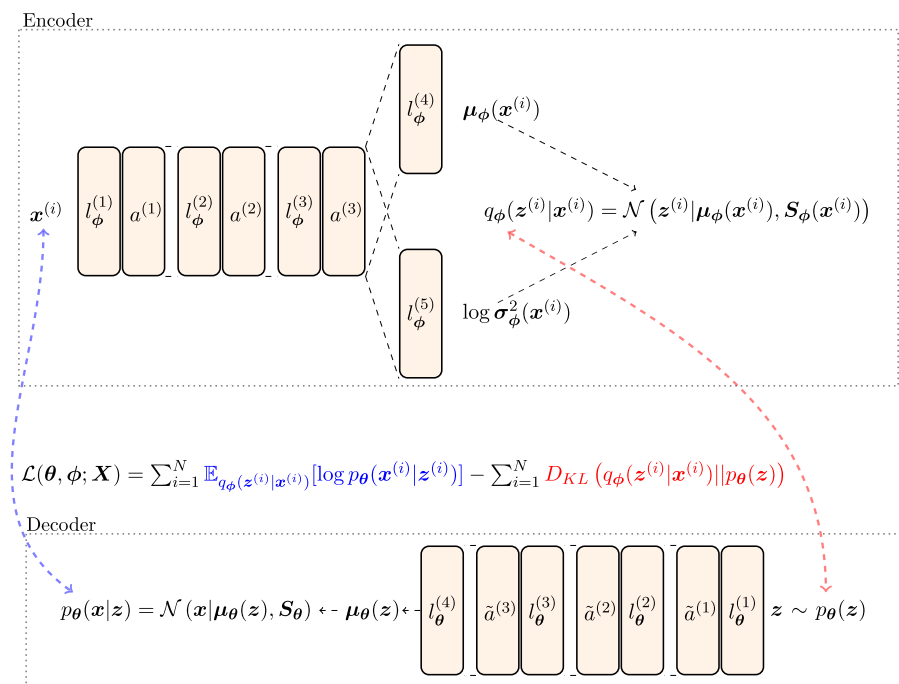 Encoder
l_ϕ^{(4)} μ_ϕ(x^{(i)})
x^{(i)} l_ϕ^{(1)} a^{(1)} l_ϕ^{(2)} a^{(2)} l_ϕ^{(3)} a^{(3)} q_ϕ(z^{(i)}|x^{(i)}) = 𝒩(z^{(i)}|μ_ϕ(x^{(i)}), S_ϕ(x^{(i)}))
l_ϕ^{(5)} log σ_ϕ^2(x^{(i)})
ℒ(θ, ϕ; X) = ∑_{i=1}^N 𝔼_{q_ϕ(z^{(i)}|x^{(i)})}[log p_θ(x^{(i)}|z^{(i)})] − ∑_{i=1}^N D_{KL}(q_ϕ(z^{(i)}|x^{(i)})||p_θ(z))
Decoder
p_θ(x|z) = 𝒩(x|μ_θ(z), S_θ) μ_θ(z) l_θ^{(4)} ã^{(3)} l_θ^{(3)} ã^{(2)} l_θ^{(2)} ã^{(1)} l_θ^{(1)} z ∼ p_θ(z)